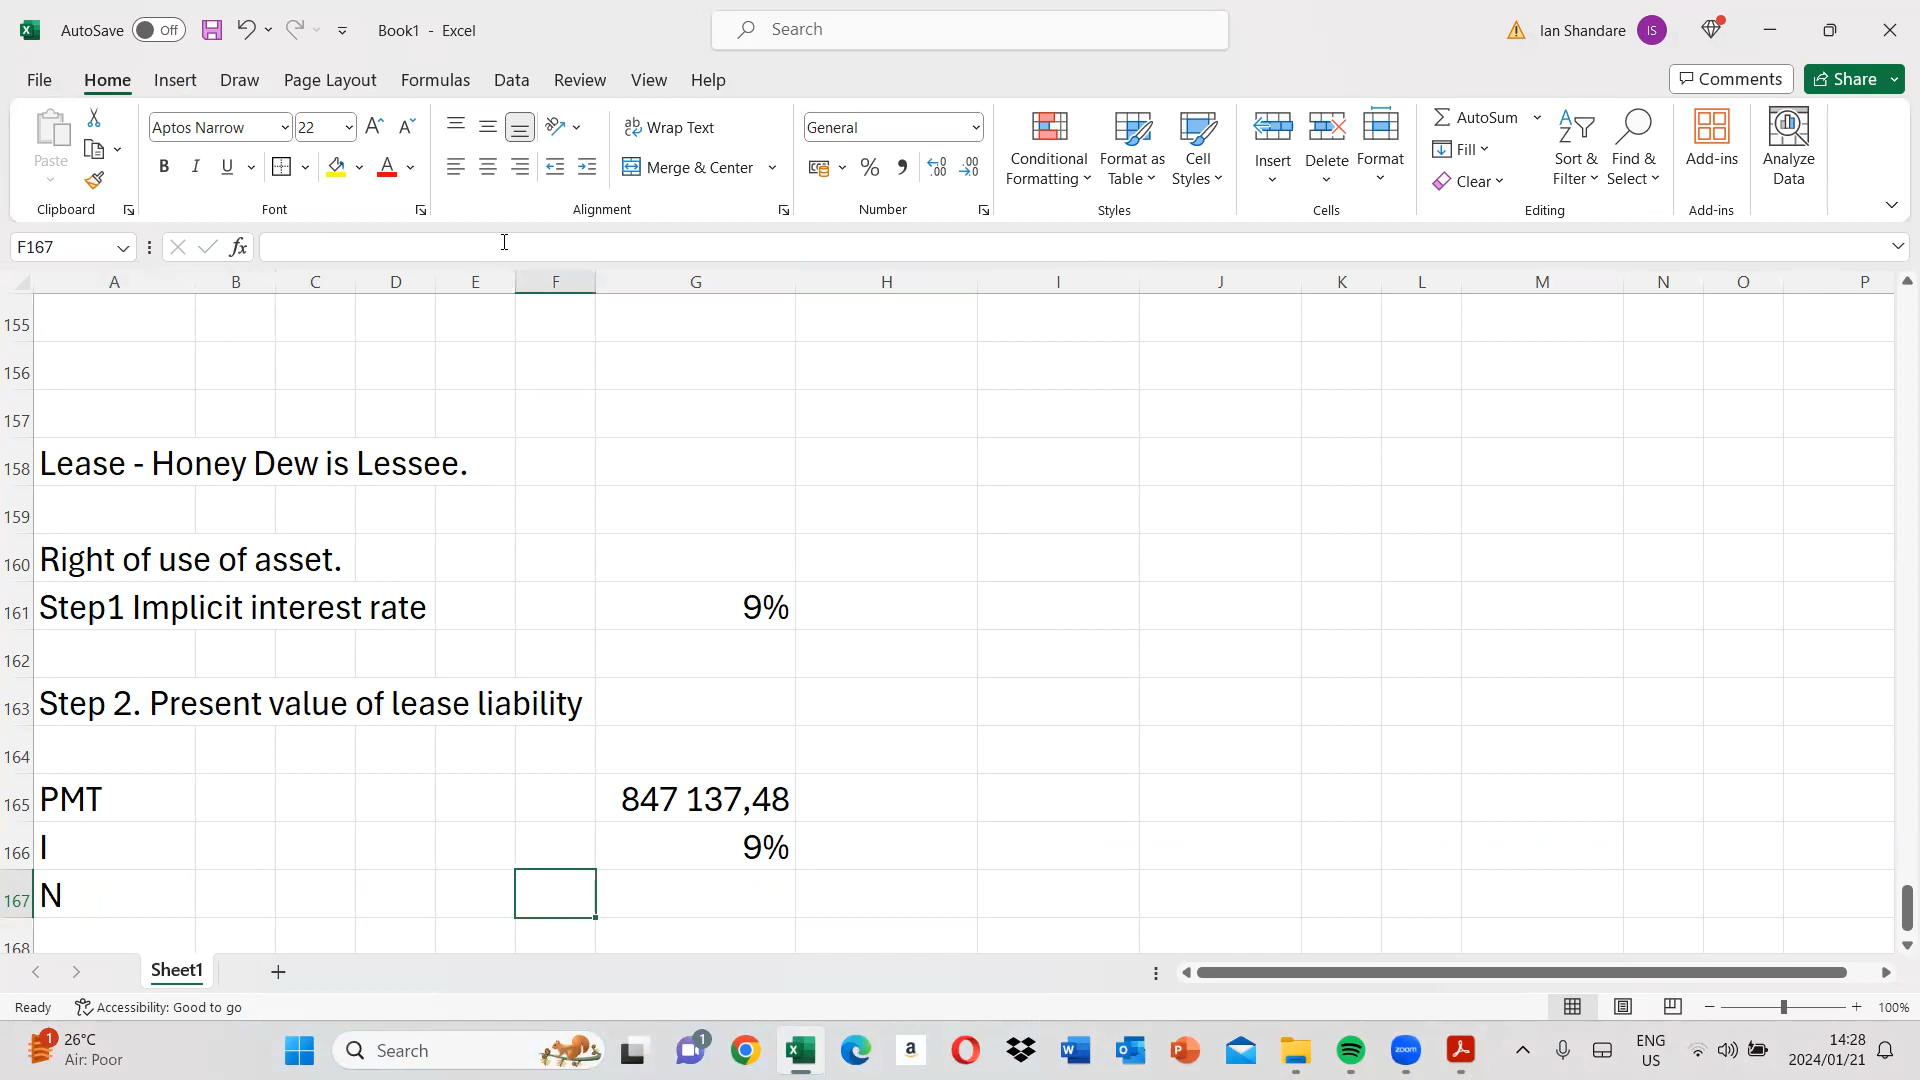 AutoSave Off Book1 - Excel Search Ian Shandare IS
File Home Insert Draw Page Layout Formulas Data Review View Help Comments Share
Paste
Clipboard
Aptos Narrow 22
B I U A
Font
Wrap Text
Merge & Center
Alignment
General
% ,
Number
Conditional Formatting
Format as Table
Cell Styles
Styles
Insert
Delete
Format
Cells
AutoSum
Fill
Clear
Sort & Filter
Find & Select
Editing
Add-ins
Add-ins
Analyze Data
F167 fx
A B C D E F G H I J K L M N O P
155
156
157
158 Lease - Honey Dew is Lessee.
159
160 Right of use of asset.
161 Step1 Implicit interest rate 9%
162
163 Step 2. Present value of lease liability
164
165 PMT 847 137,48
166 I 9%
167 N
168
Sheet1
Ready Accessibility: Good to go 100%
1 26°C
Air: Poor
Search
1
a
zoom
ENG
US
14:28
2024/01/21